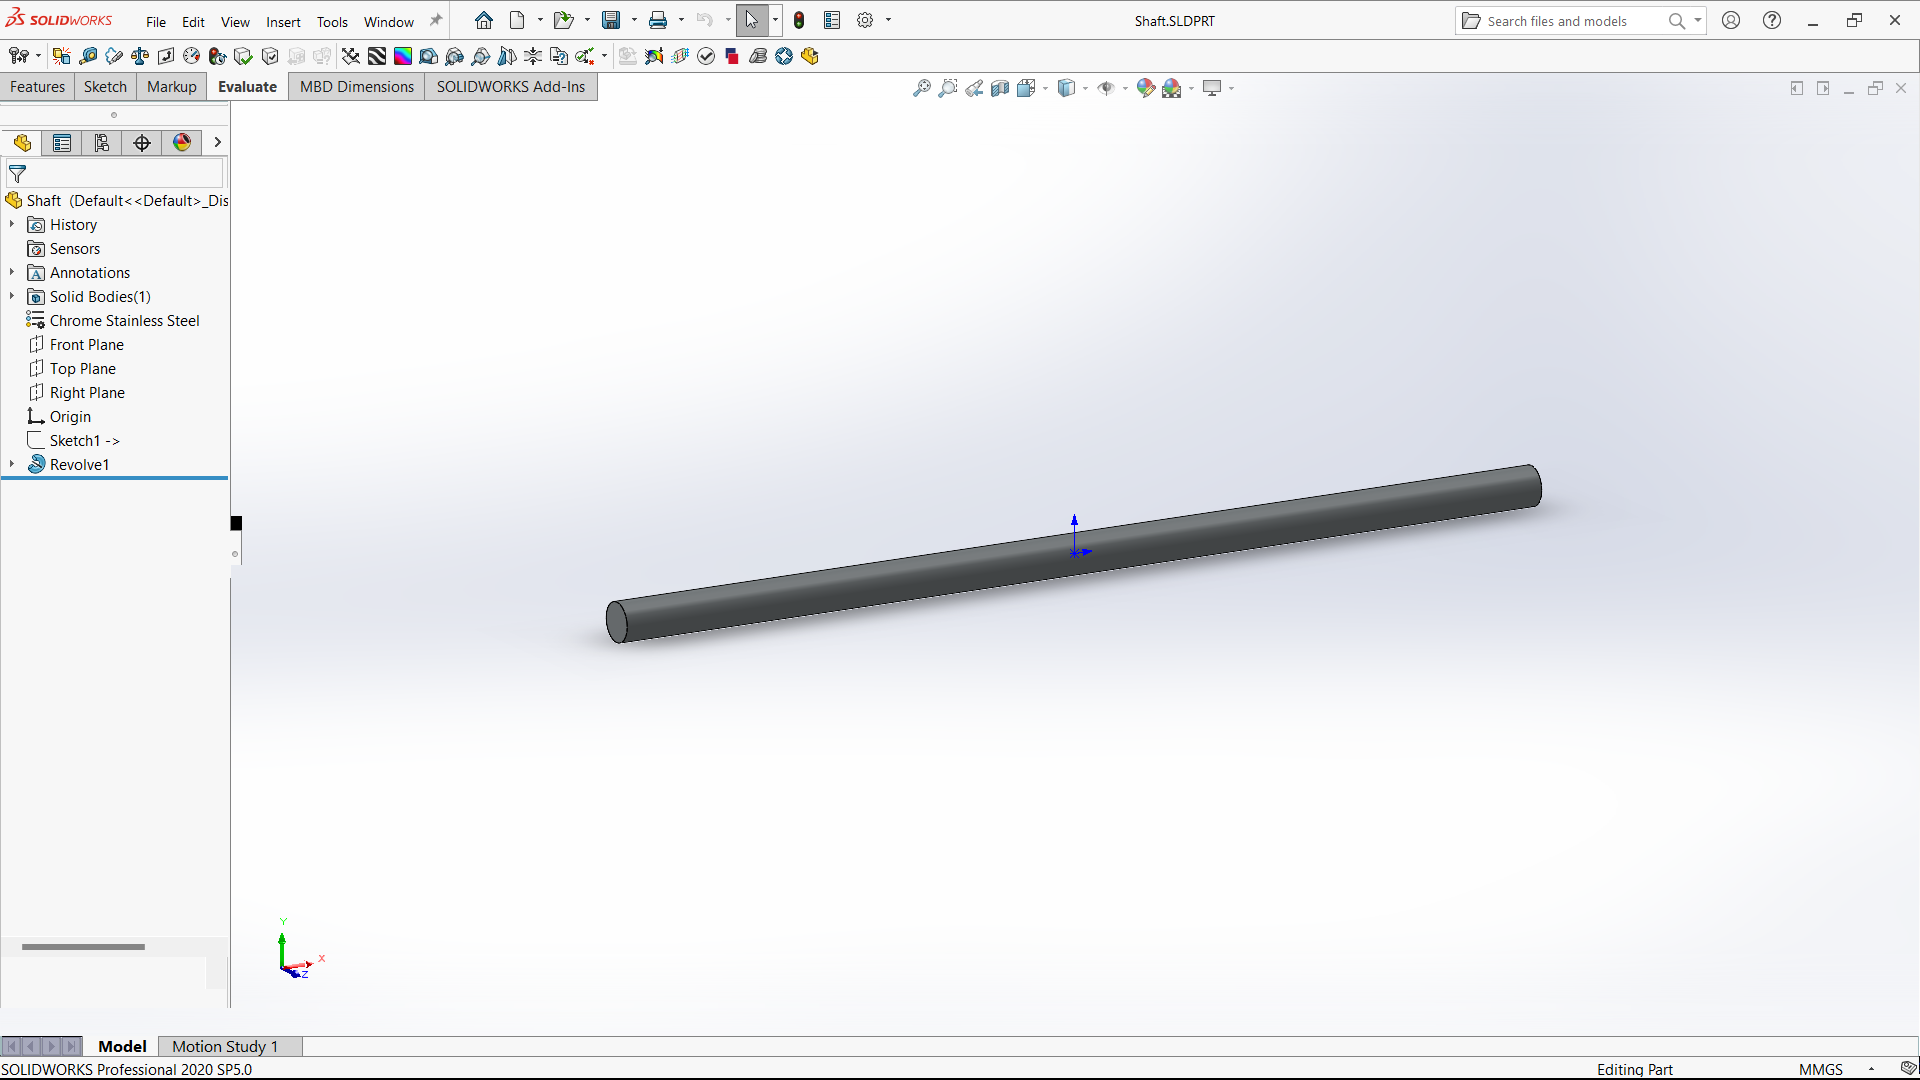 SOLIDWORKS File Edit View Insert Tools Window Shaft.SLDPRT Search files and models
Features Sketch Markup Evaluate MBD Dimensions SOLIDWORKS Add-Ins
Shaft (Default<<Default>_Dis
History
Sensors
Annotations
Solid Bodies(1)
Chrome Stainless Steel
Front Plane
Top Plane
Right Plane
Origin
Sketch1 ->
Revolve1
Y
X
Z
Model Motion Study 1
SOLIDWORKS Professional 2020 SP5.0 Editing Part MMGS